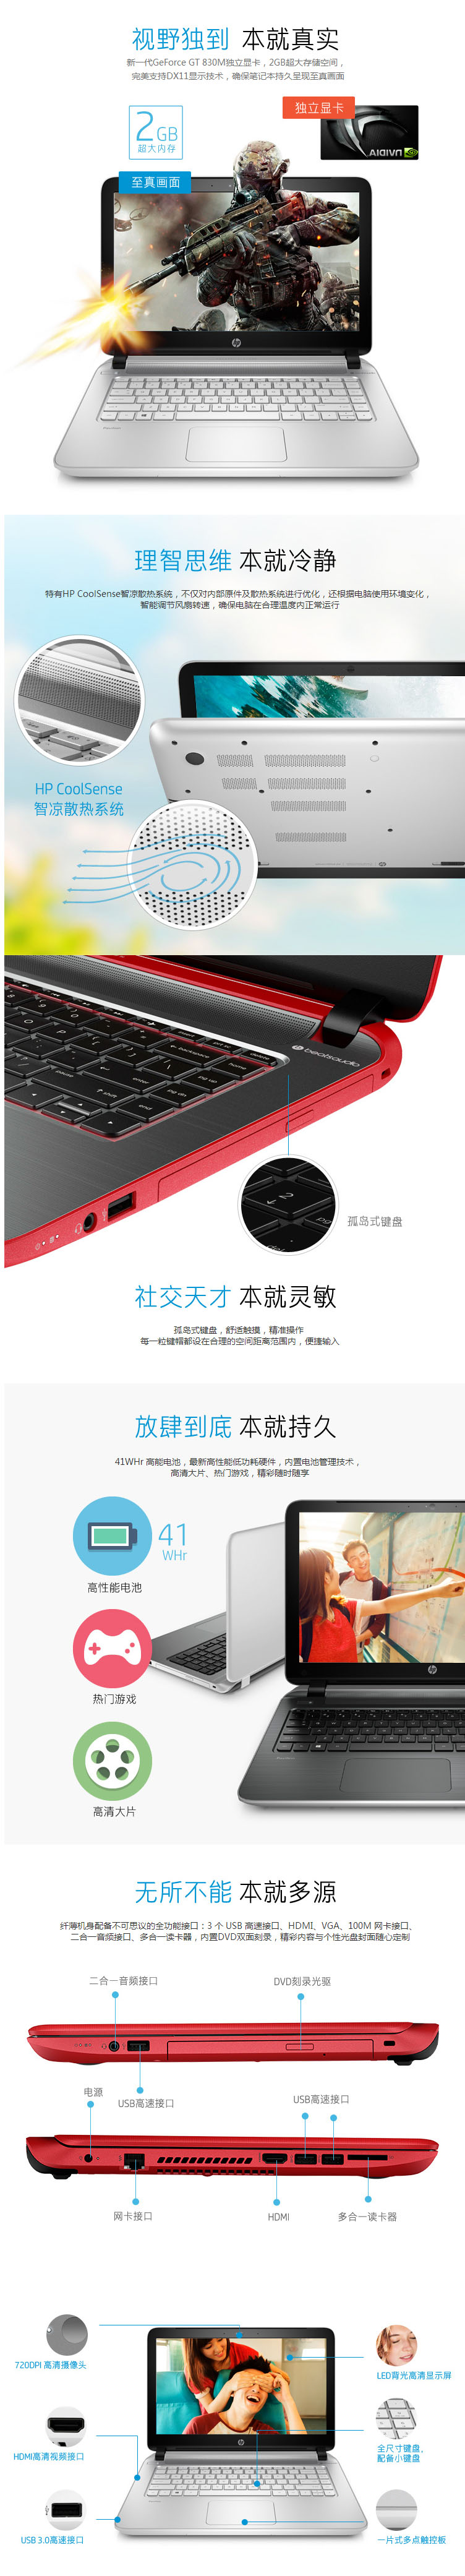 视野独到 本就真实
新一代GeForce GT 830M独立显卡，2GB超大存储空间，
完美支持DX11显示技术，确保笔记本持久呈现至真画面
2GB
超大内存
独立显卡
NVIDIA
至真画面
hp
理智思维 本就冷静
特有HP CoolSense智凉散热系统，不仅对内部原件及散热系统进行优化，还根据电脑使用环境变化，
智能调节风扇转速，确保电脑在合理温度内正常运行
HP CoolSense
智凉散热系统
beatsaudio
孤岛式键盘
社交天才 本就灵敏
孤岛式键盘，舒适触摸，精准操作
每一粒键帽都设在合理的空间距离范围内，便捷输入
放肆到底 本就持久
41WHr 高能电池，最新高性能低功耗硬件，内置电池管理技术，
高清大片、热门游戏，精彩随时随享
41
WHr
高性能电池
热门游戏
hp
高清大片
无所不能 本就多源
纤薄机身配备不可思议的全功能接口：3 个 USB 高速接口、HDMI、VGA、100M 网卡接口、
二合一音频接口、多合一读卡器，内置DVD双面刻录，精彩内容与个性光盘封面随心定制
二合一音频接口
DVD刻录光驱
USB高速接口
电源
USB高速接口
网卡接口
HDMI
多合一读卡器
720DPI 高清摄像头
LED背光高清显示屏
HDMI高清视频接口
全尺寸键盘，
配备小键盘
USB 3.0高速接口
一片式多点触控板